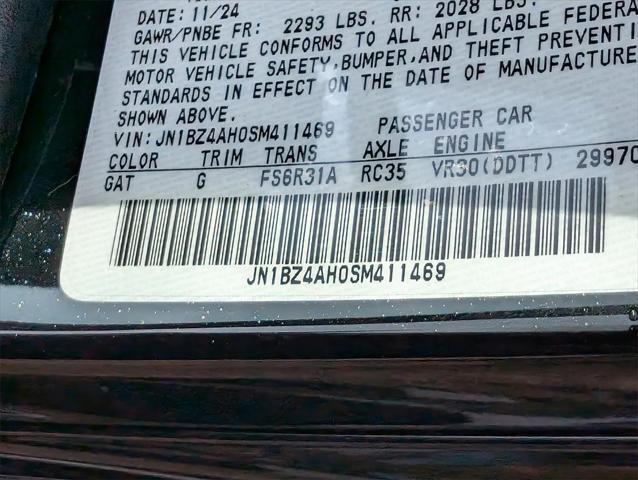 DATE: 11/24
GAWR/PNBE FR: 2293 LBS. RR: 2028 LBS.
THIS VEHICLE CONFORMS TO ALL APPLICABLE FEDERA
MOTOR VEHICLE SAFETY,BUMPER,AND THEFT PREVENTI
STANDARDS IN EFFECT ON THE DATE OF MANUFACTURE
SHOWN ABOVE.
VIN:JN1BZ4AH0SM411469 PASSENGER CAR
COLOR TRIM TRANS AXLE ENGINE
GAT G FS6R31A RC35 VR30(DDTT) 2997C
JN1BZ4AH0SM411469